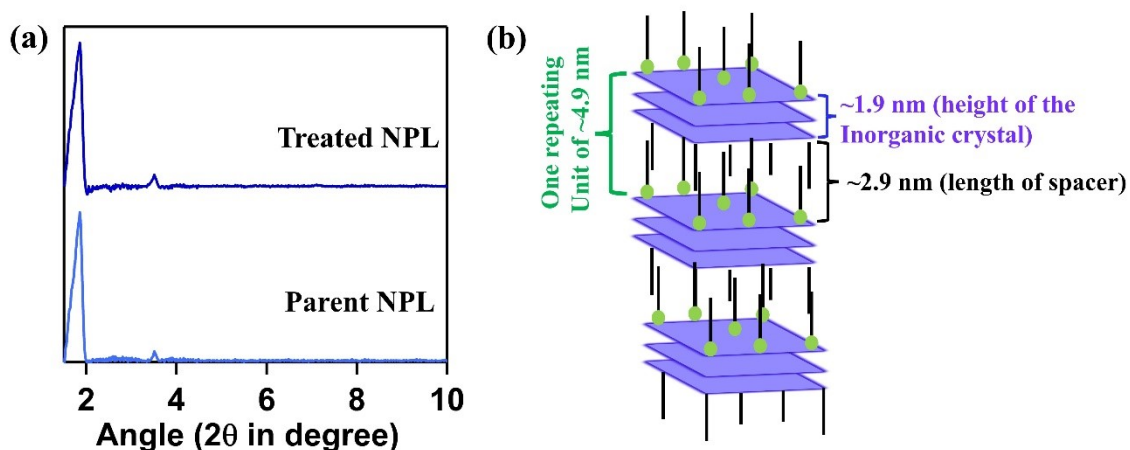 (a)
Treated NPL
Parent NPL
2 4 6 8 10
Angle (2θ in degree)
(b)
One repeating
Unit of ~4.9 nm
~1.9 nm (height of the
Inorganic crystal)
~2.9 nm (length of spacer)